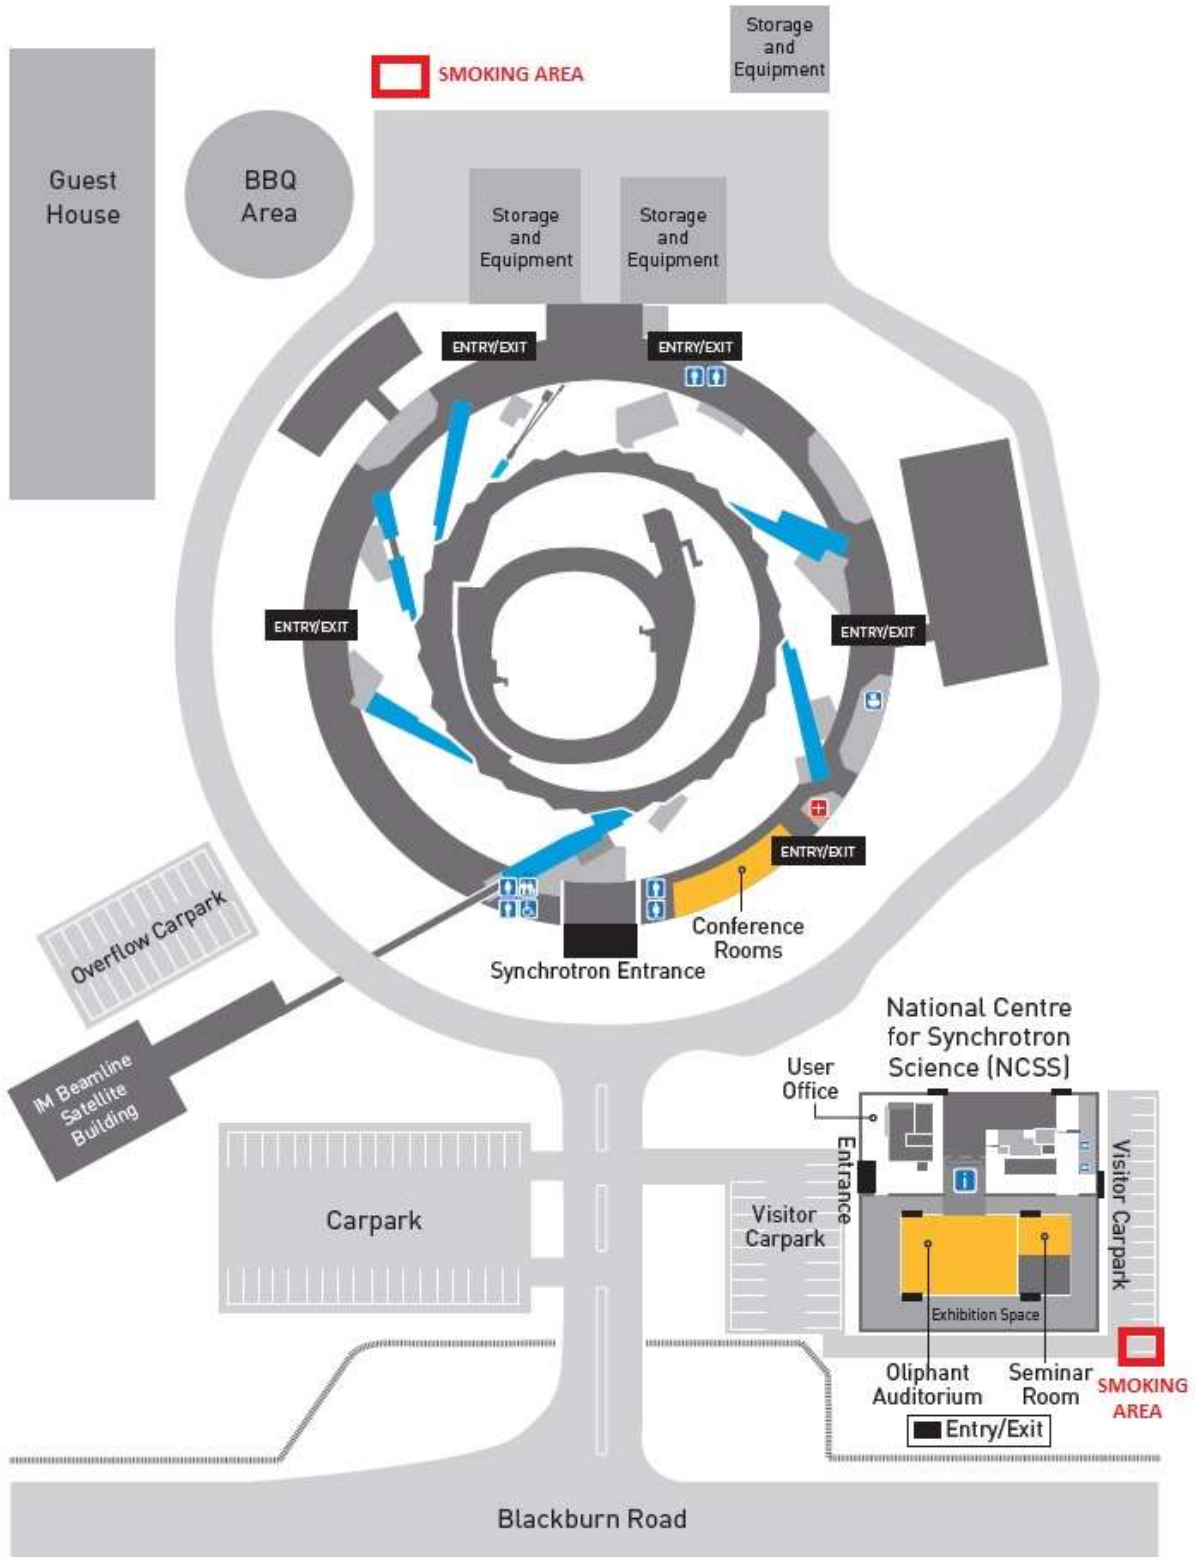 Storage
and
Equipment
SMOKING AREA
Guest
House
BBQ
Area
Storage
and
Equipment
Storage
and
Equipment
ENTRY/EXIT
ENTRY/EXIT
ENTRY/EXIT
ENTRY/EXIT
ENTRY/EXIT
Conference
Rooms
Synchrotron Entrance
Overflow Carpark
IM Beamline
Satellite
Building
National Centre
for Synchrotron
Science (NCSS)
User
Office
Entrance
Visitor Carpark
i
Carpark
Visitor
Carpark
Exhibition Space
Oliphant
Auditorium
Seminar
Room
SMOKING
AREA
Entry/Exit
Blackburn Road